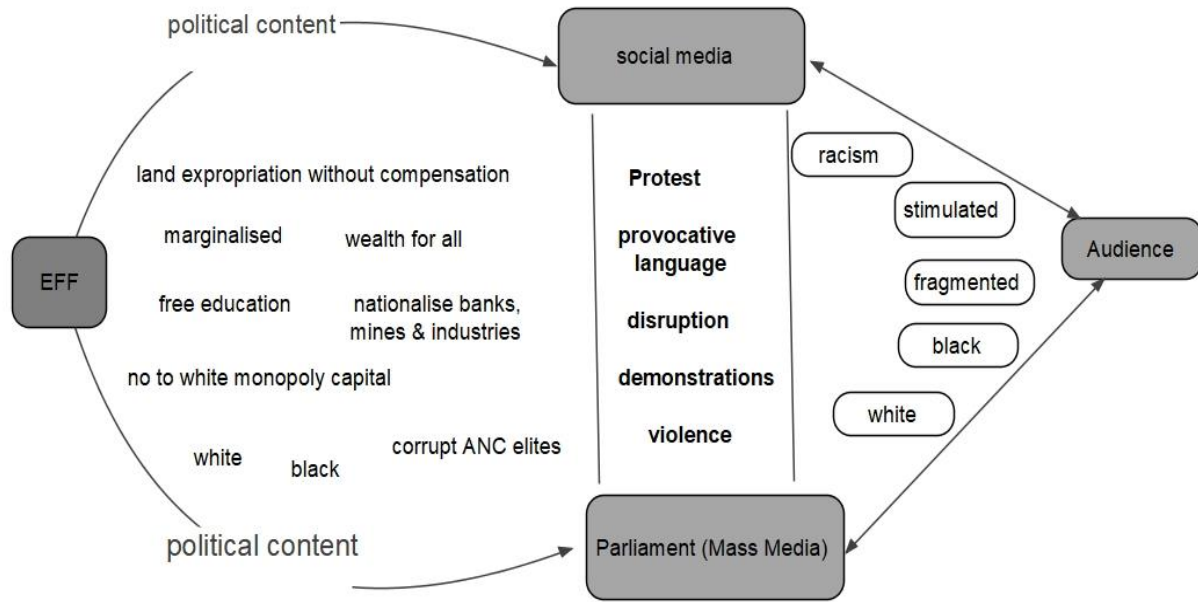 political content
social media
racism
land expropriation without compensation
Protest
stimulated
marginalised
wealth for all
provocative
language
Audience
EFF
fragmented
free education
nationalise banks,
mines & industries
disruption
black
no to white monopoly capital
demonstrations
white
corrupt ANC elites
violence
white
black
political content
Parliament (Mass Media)